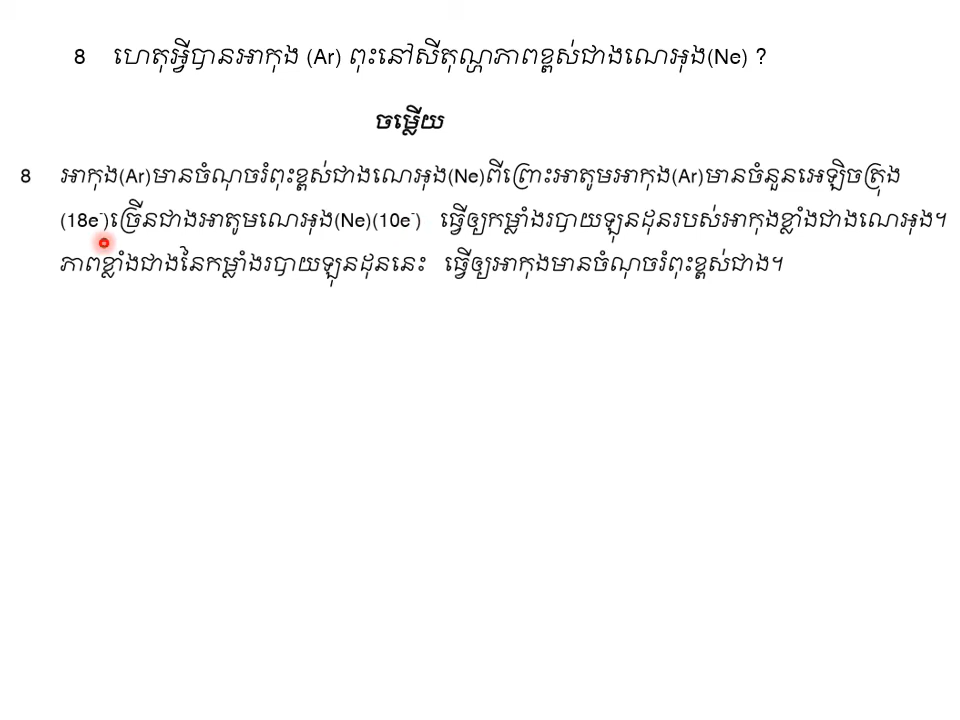 8 ហេតុអ្វីបានអាកុង (Ar) ពុះនៅសីតុណ្ហភាពខ្ពស់ជាងណេអុង(Ne) ?
ចម្លើយ
8 អាកុង(Ar)មានចំណុចរំពុះខ្ពស់ជាងណេអុង(Ne)ពីព្រោះអាតូមអាកុង(Ar)មានចំនួនអេឡិចត្រុង
(18e⁻)ច្រើនជាងអាតូមណេអុង(Ne)(10e⁻) ធ្វើឲ្យកម្លាំងរបាយឡុនដុនរបស់អាកុងខ្លាំងជាងណេអុង។
ភាពខ្លាំងជាងនៃកម្លាំងរបាយឡុនដុននេះ ធ្វើឲ្យអាកុងមានចំណុចរំពុះខ្ពស់ជាង។